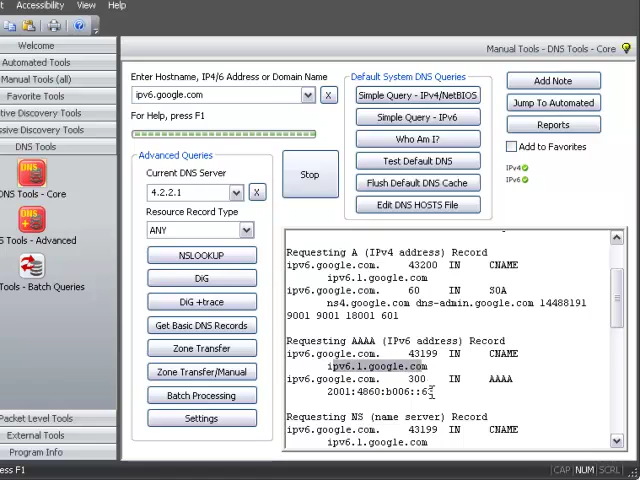 Accessibility View Help
Welcome
Automated Tools
Manual Tools (all)
Favorite Tools
ctive Discovery Tools
ssive Discovery Tools
DNS Tools
DNS Tools - Core
S Tools - Advanced
Tools - Batch Queries
Packet Level Tools
External Tools
Program Info
ess F1
Manual Tools - DNS Tools - Core
Enter Hostname, IP4/6 Address or Domain Name
ipv6.google.com
X
For Help, press F1
Advanced Queries
Current DNS Server
4.2.2.1
X
Resource Record Type
ANY
NSLOOKUP
DiG
DiG +trace
Get Basic DNS Records
Zone Transfer
Zone Transfer/Manual
Batch Processing
Settings
Stop
Default System DNS Queries
Simple Query - IPv4/NetBIOS
Simple Query - IPv6
Who Am I?
Test Default DNS
Flush Default DNS Cache
Edit DNS HOSTS File
Add Note
Jump To Automated
Reports
Add to Favorites
IPv4
IPv6
Requesting A (IPv4 address) Record
ipv6.google.com. 43200 IN CNAME
ipv6.l.google.com
ipv6.google.com. 60 IN SOA
ns4.google.com dns-admin.google.com 14488191
9001 9001 18001 601
Requesting AAAA (IPv6 address) Record
ipv6.google.com. 43199 IN CNAME
ipv6.l.google.com
ipv6.google.com. 300 IN AAAA
2001:4860:b006::63
Requesting NS (name server) Record
ipv6.google.com. 43199 IN CNAME
ipv6.l.google.com
CAP NUM SCRL